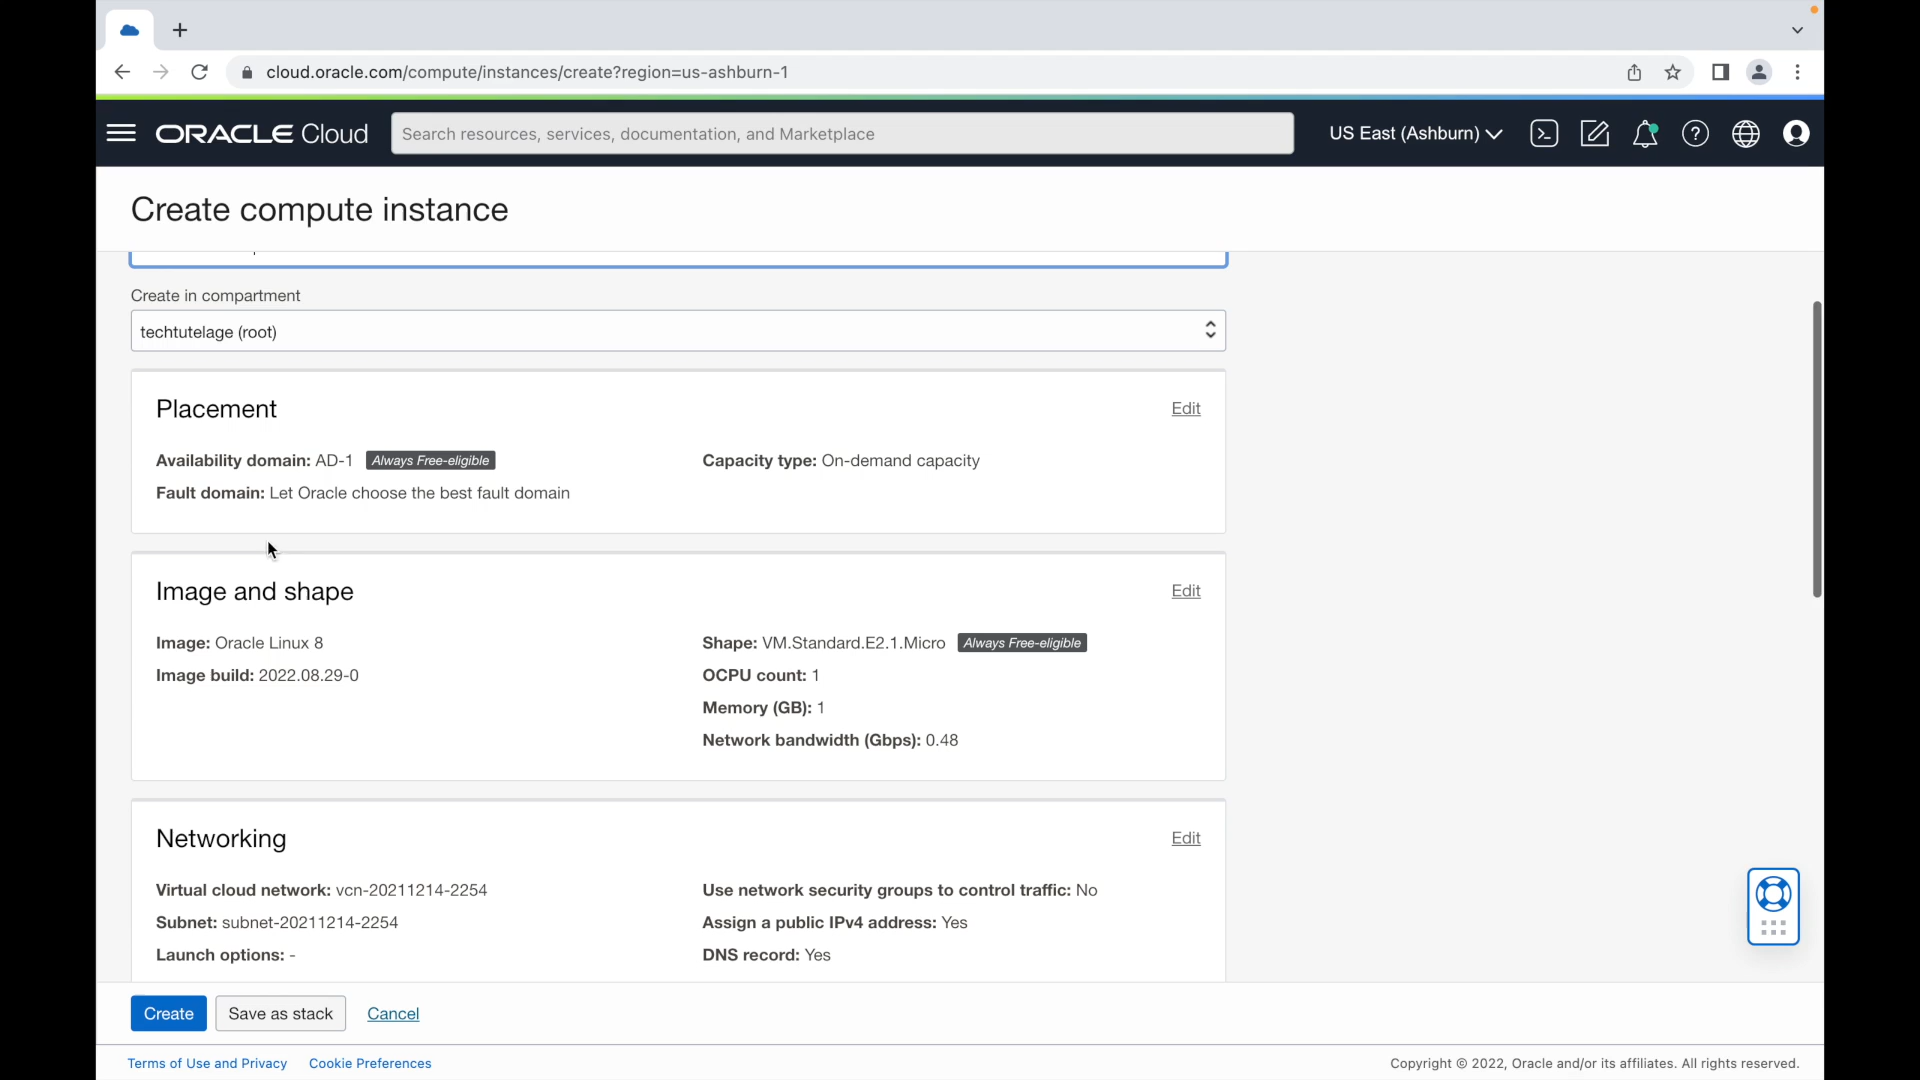 cloud.oracle.com/compute/instances/create?region=us-ashburn-1
ORACLE Cloud
Search resources, services, documentation, and Marketplace
US East (Ashburn)
Create compute instance
Create in compartment
techtutelage (root)
Placement
Edit
Availability domain: AD-1 Always Free-eligible
Capacity type: On-demand capacity
Fault domain: Let Oracle choose the best fault domain
Image and shape
Edit
Image: Oracle Linux 8
Shape: VM.Standard.E2.1.Micro Always Free-eligible
Image build: 2022.08.29-0
OCPU count: 1
Memory (GB): 1
Network bandwidth (Gbps): 0.48
Networking
Edit
Virtual cloud network: vcn-20211214-2254
Use network security groups to control traffic: No
Subnet: subnet-20211214-2254
Assign a public IPv4 address: Yes
Launch options: -
DNS record: Yes
Create
Save as stack
Cancel
Terms of Use and Privacy
Cookie Preferences
Copyright © 2022, Oracle and/or its affiliates. All rights reserved.